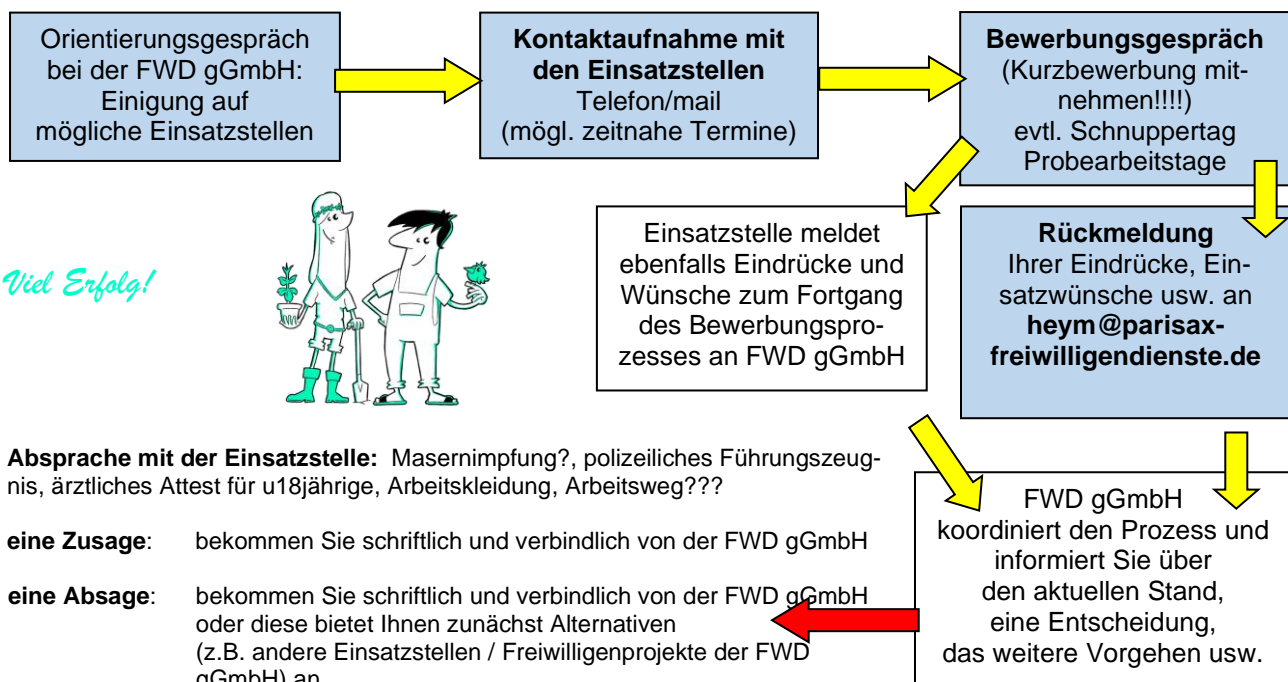 Orientierungsgespräch
bei der FWD gGmbH:
Einigung auf
mögliche Einsatzstellen
Kontaktaufnahme mit
den Einsatzstellen
Telefon/mail
(mögl. zeitnahe Termine)
Bewerbungsgespräch
(Kurzbewerbung mit-
nehmen!!!!)
evtl. Schnuppertag
Probearbeitstage
Viel Erfolg!
Einsatzstelle meldet
ebenfalls Eindrücke und
Wünsche zum Fortgang
des Bewerbungspro-
zesses an FWD gGmbH
Rückmeldung
Ihrer Eindrücke, Ein-
satzwünsche usw. an
heym@parisax-
freiwilligendienste.de
Absprache mit der Einsatzstelle: Masernimpfung?, polizeiliches Führungszeug-
nis, ärztliches Attest für u18jährige, Arbeitskleidung, Arbeitsweg???
eine Zusage: bekommen Sie schriftlich und verbindlich von der FWD gGmbH
eine Absage: bekommen Sie schriftlich und verbindlich von der FWD gGmbH
oder diese bietet Ihnen zunächst Alternativen
(z.B. andere Einsatzstellen / Freiwilligenprojekte der FWD
gGmbH) an
FWD gGmbH
koordiniert den Prozess und
informiert Sie über
den aktuellen Stand,
eine Entscheidung,
das weitere Vorgehen usw.